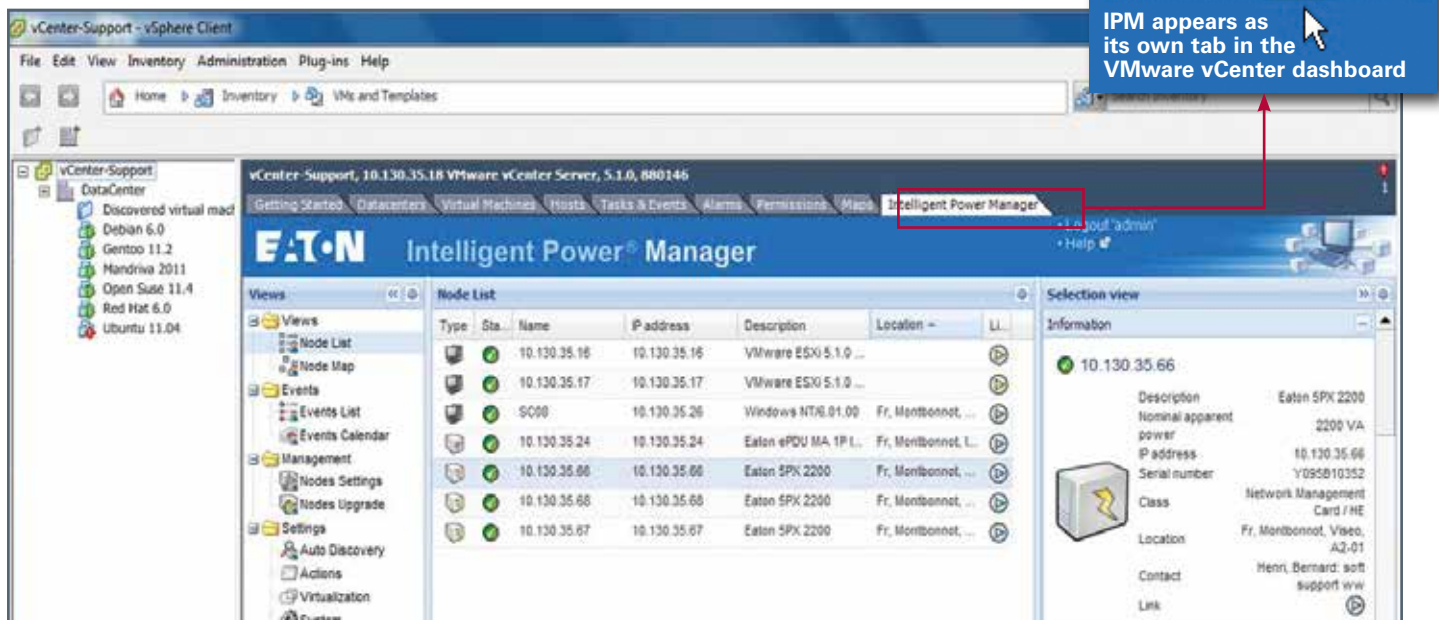 vCenter-Support - vSphere Client
IPM appears as
its own tab in the
VMware vCenter dashboard
File Edit View Inventory Administration Plug-ins Help
Home Inventory VMs and Templates
Search Inventory
vCenter-Support
DataCenter
Discovered virtual mach
Debian 6.0
Gentoo 11.2
Mandriva 2011
Open Suse 11.4
Red Hat 6.0
Ubuntu 11.04
vCenter-Support, 10.130.35.18 VMware vCenter Server, 5.1.0, 880146
1
Getting Started Datacenters Virtual Machines Hosts Tasks & Events Alarms Permissions Maps Intelligent Power Manager
EATON Intelligent Power® Manager
• Logout 'admin'
• Help
Views
Views
Node List
Node Map
Events
Events List
Events Calendar
Management
Nodes Settings
Nodes Upgrade
Settings
Auto Discovery
Actions
Virtualization
System
Node List
Type Sta... Name IP address Description Location Li...
10.130.35.16 10.130.35.16 VMware ESXi 5.1.0 ...
10.130.35.17 10.130.35.17 VMware ESXi 5.1.0 ...
SC08 10.130.35.26 Windows NT/6.01.00 Fr, Montbonnot, ...
10.130.35.24 10.130.35.24 Eaton ePDU MA 1P I... Fr, Montbonnot, L...
10.130.35.66 10.130.35.66 Eaton 5PX 2200 Fr, Montbonnot, ...
10.130.35.68 10.130.35.68 Eaton 5PX 2200 Fr, Montbonnot, ...
10.130.35.67 10.130.35.67 Eaton 5PX 2200 Fr, Montbonnot, ...
Selection view
Information
10.130.35.66
Description Eaton 5PX 2200
Nominal apparent
power 2200 VA
IP address 10.130.35.66
Serial number Y095B10352
Class Network Management
Card / HE
Location Fr, Montbonnot, Viseo,
A2-01
Contact Henri, Bernard: soft
support ww
Link